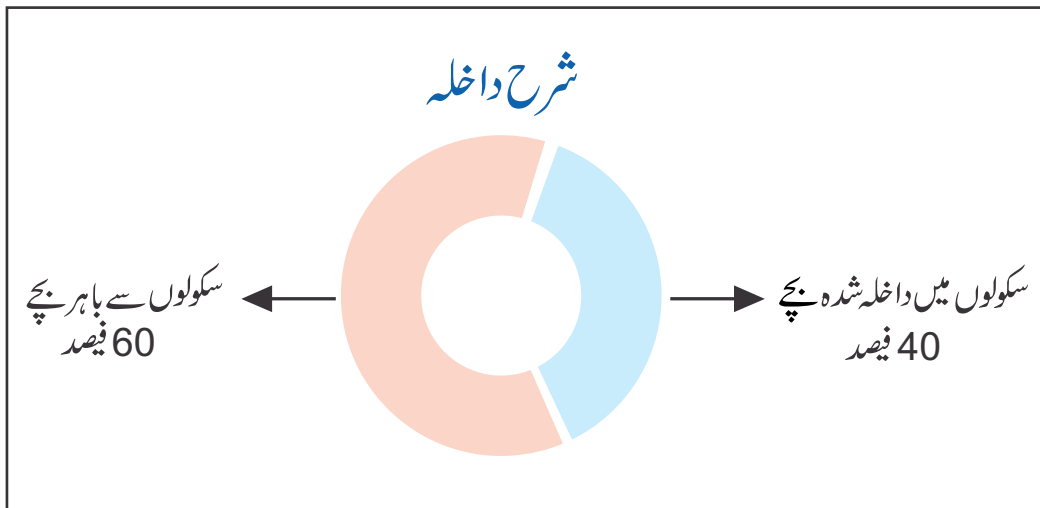 شرح داخلہ
سکولوں میں داخلہ شدہ بچے
40 فیصد
سکولوں سے باہر بچے
60 فیصد